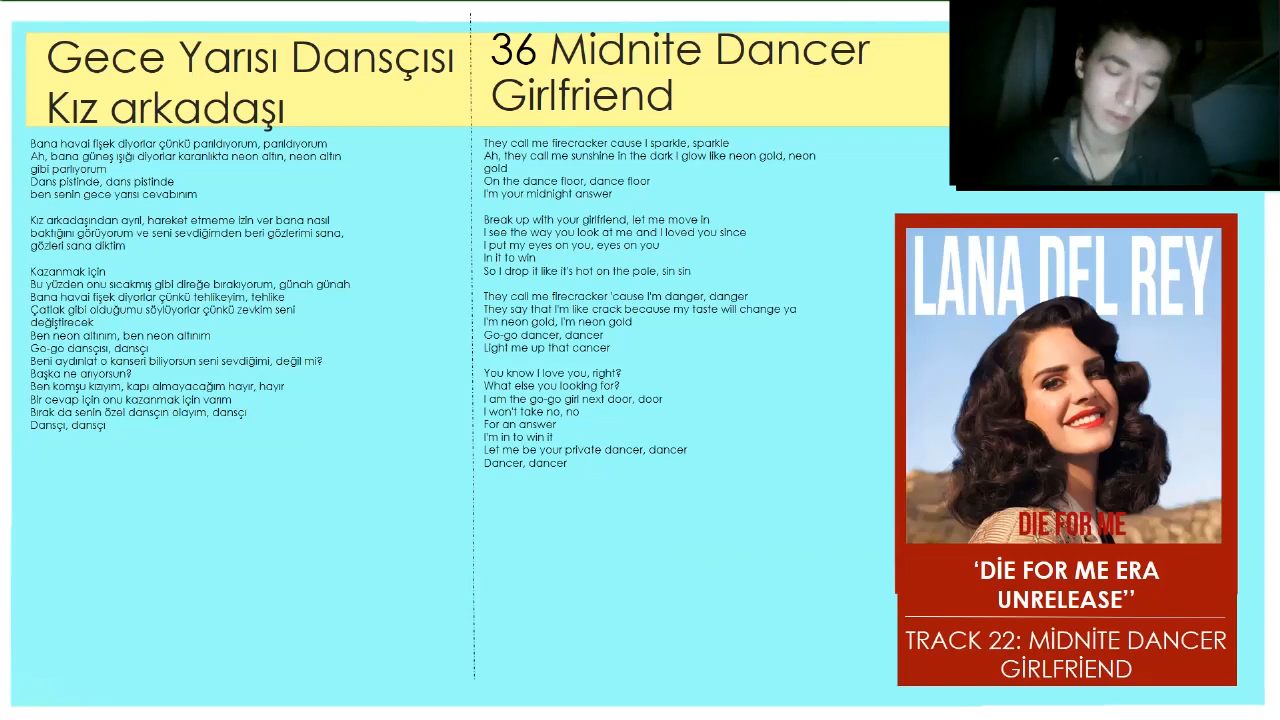 Gece Yarısı Dansçısı
Kız arkadaşı
Bana havai fişek diyorlar çünkü parıldıyorum, parıldıyorum
Ah, bana güneş ışığı diyorlar karanlıkta neon altın, neon altın
gibi parlıyorum
Dans pistinde, dans pistinde
ben senin gece yarısı cevabınım
Kız arkadaşından ayrıl, hareket etmeme izin ver bana nasıl
baktığını görüyorum ve seni sevdiğimden beri gözlerimi sana,
gözleri sana diktim
Kazanmak için
Bu yüzden onu sıcakmış gibi direğe bırakıyorum, günah günah
Bana havai fişek diyorlar çünkü tehlikeyim, tehlike
Çatlak gibi olduğumu söylüyorlar çünkü zevkim seni
değiştirecek
Ben neon altınım, ben neon altınım
Go-go dansçısı, dansçı
Beni aydınlat o kanseri biliyorsun seni sevdiğimi, değil mi?
Başka ne arıyorsun?
Ben komşu kızıyım, kapı almayacağım hayır, hayır
Bir cevap için onu kazanmak için varım
Bırak da senin özel dansçın olayım, dansçı
Dansçı, dansçı
36 Midnite Dancer
Girlfriend
They call me firecracker cause I sparkle, sparkle
Ah, they call me sunshine in the dark I glow like neon gold, neon
gold
On the dance floor, dance floor
I'm your midnight answer
Break up with your girlfriend, let me move in
I see the way you look at me and I loved you since
I put my eyes on you, eyes on you
In it to win
So I drop it like it's hot on the pole, sin sin
They call me firecracker 'cause I'm danger, danger
They say that I'm like crack because my taste will change ya
I'm neon gold, I'm neon gold
Go-go dancer, dancer
Light me up that cancer
You know I love you, right?
What else you looking for?
I am the go-go girl next door, door
I won't take no, no
For an answer
I'm in to win it
Let me be your private dancer, dancer
Dancer, dancer
LANA DEL REY
DIE FOR ME
‘DİE FOR ME ERA
UNRELEASE’’
TRACK 22: MİDNİTE DANCER
GİRLFRİEND